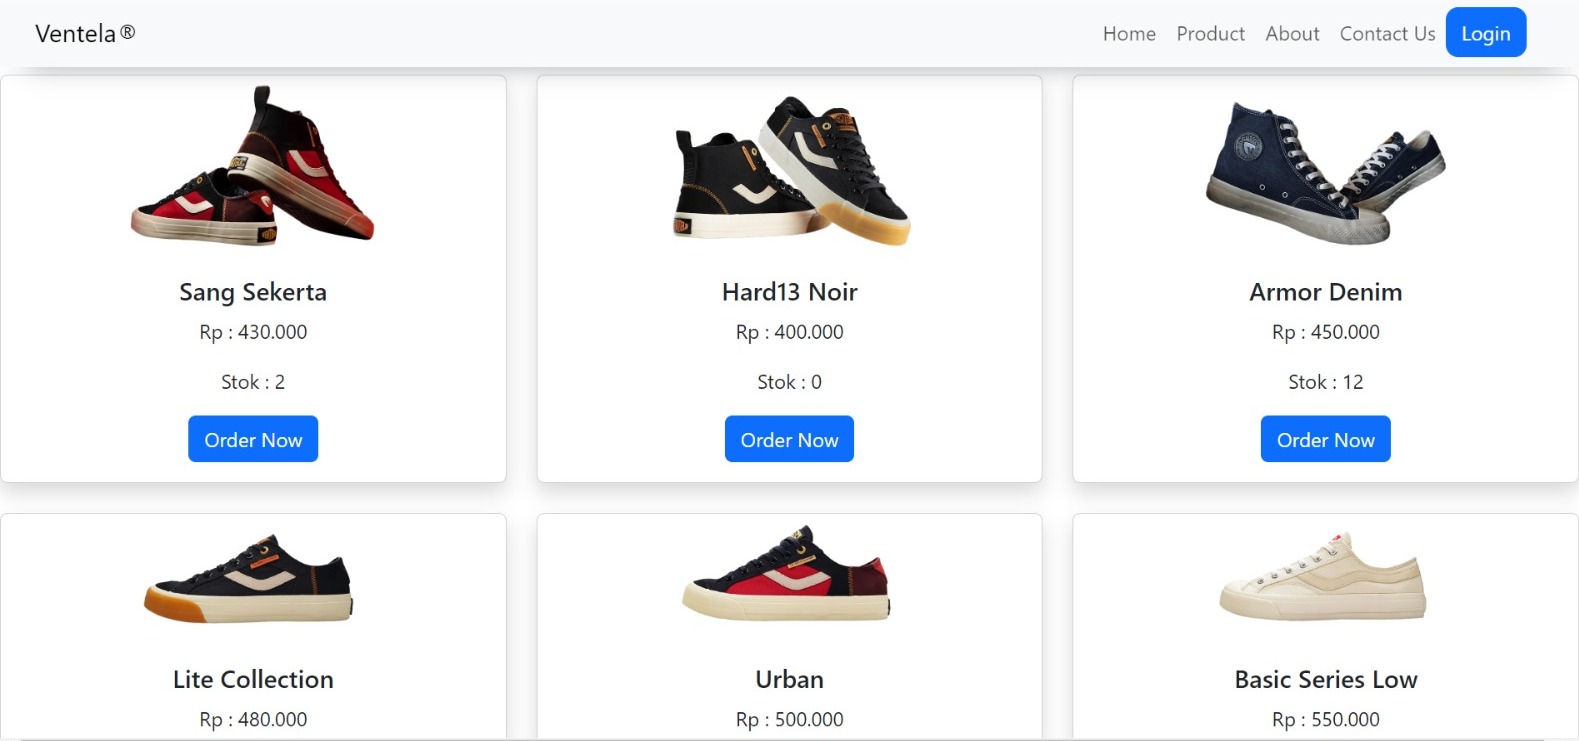 Ventela ®
Home Product About Contact Us Login
Sang Sekerta
Rp : 430.000
Stok : 2
Order Now
Hard13 Noir
Rp : 400.000
Stok : 0
Order Now
Armor Denim
Rp : 450.000
Stok : 12
Order Now
Lite Collection
Rp : 480.000
Urban
Rp : 500.000
Basic Series Low
Rp : 550.000